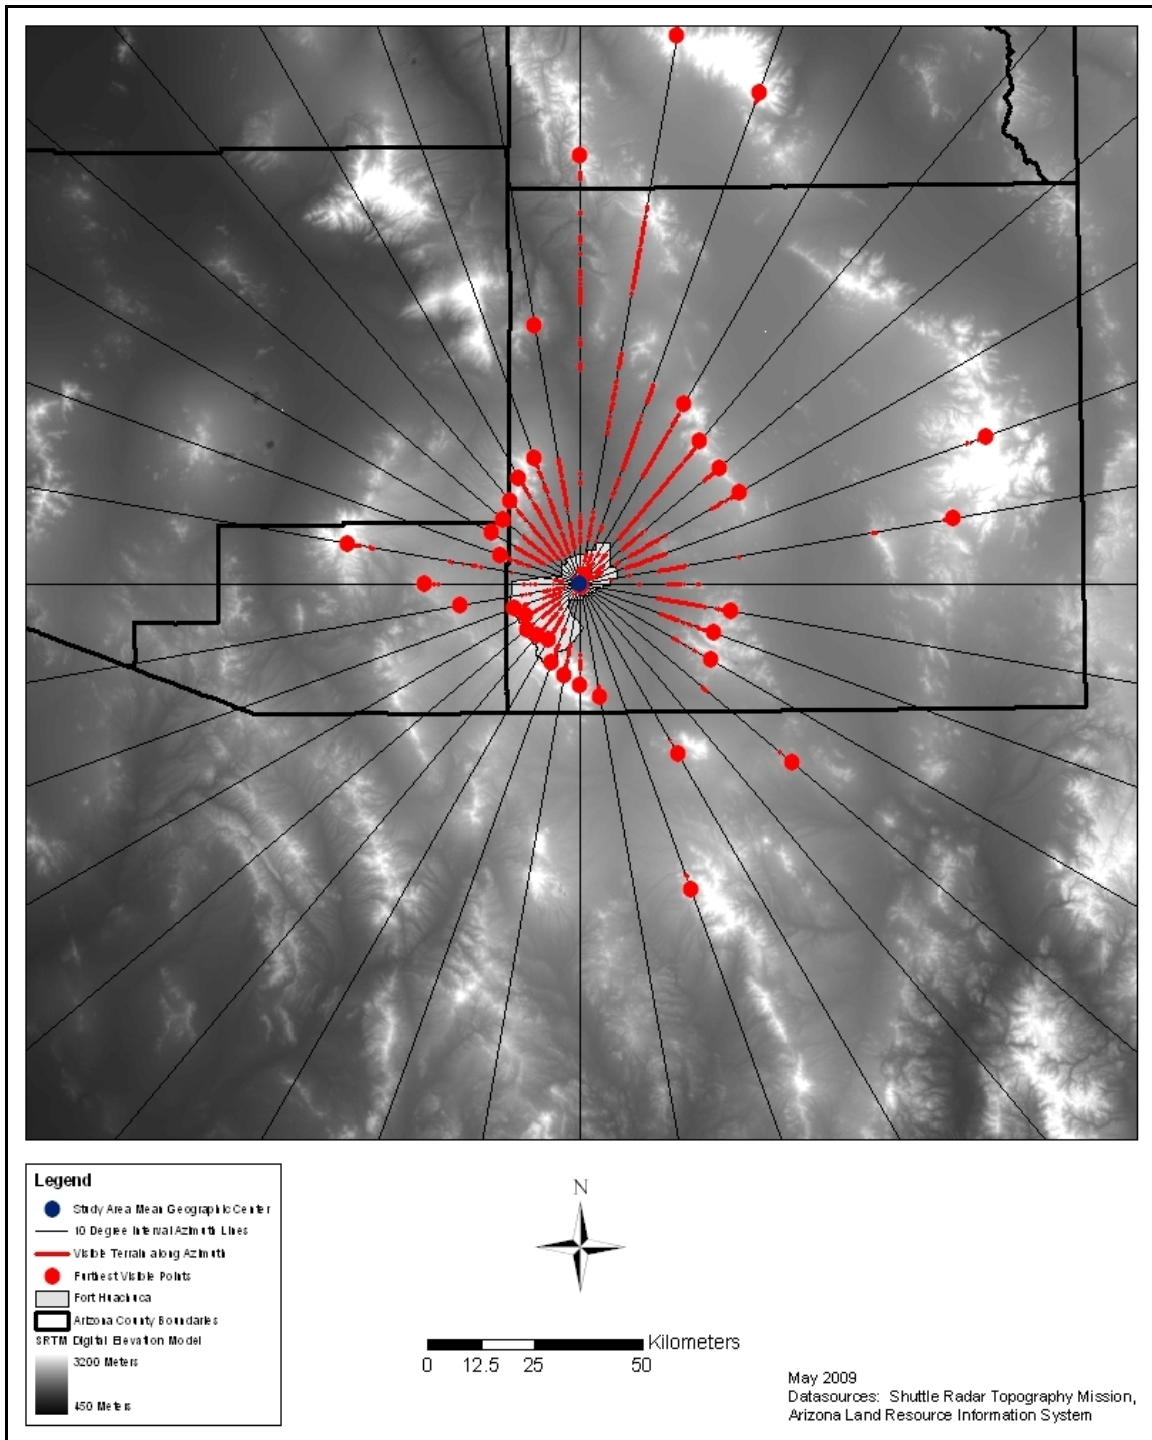 N
Legend
Study Area Mean Geographic Center
10 Degree Interval Azimuth Lines
Visible Terrain along Azimuth
Furthest Visible Points
Fort Huachuca
Arizona County Boundaries
SRTM Digital Elevation Model
3200 Meters
450 Meters
Kilometers
0 12.5 25 50
May 2009
Datasources: Shuttle Radar Topography Mission,
Arizona Land Resource Information System